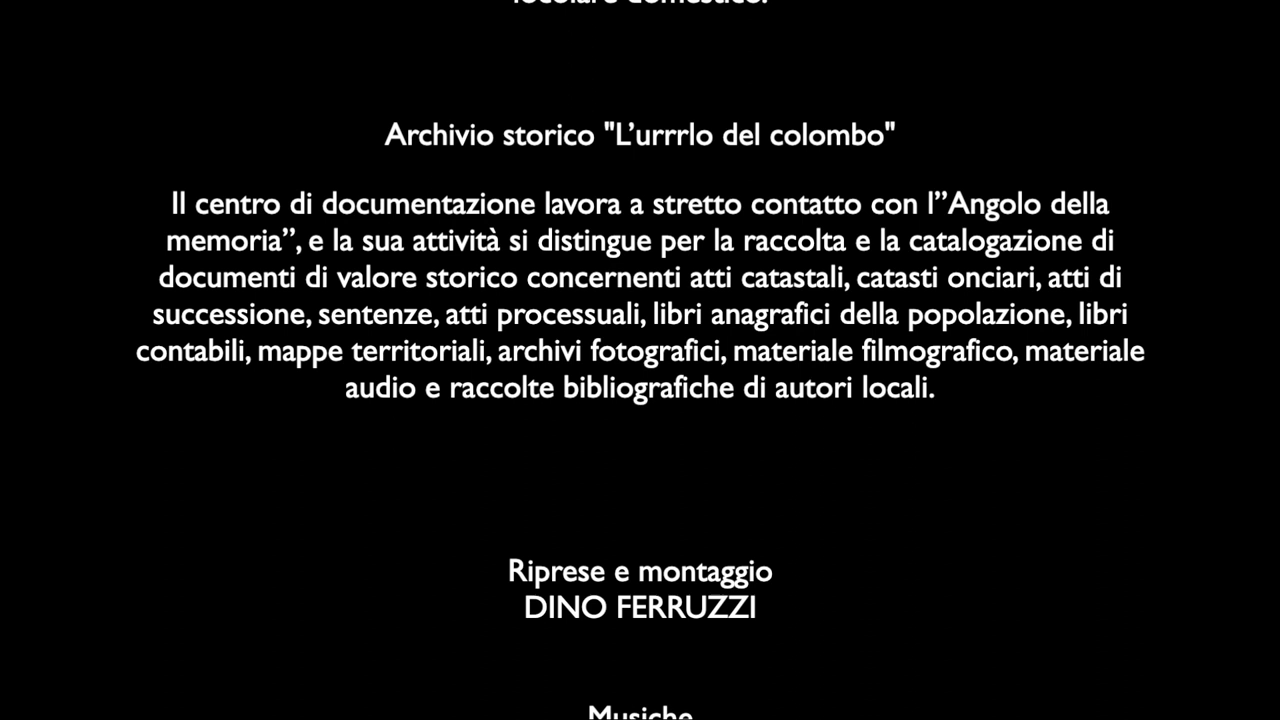 focolare domestico.
Archivio storico "L’urrrlo del colombo"
Il centro di documentazione lavora a stretto contatto con l’”Angolo della
memoria”, e la sua attività si distingue per la raccolta e la catalogazione di
documenti di valore storico concernenti atti catastali, catasti onciari, atti di
successione, sentenze, atti processuali, libri anagrafici della popolazione, libri
contabili, mappe territoriali, archivi fotografici, materiale filmografico, materiale
audio e raccolte bibliografiche di autori locali.
Riprese e montaggio
DINO FERRUZZI
Musiche